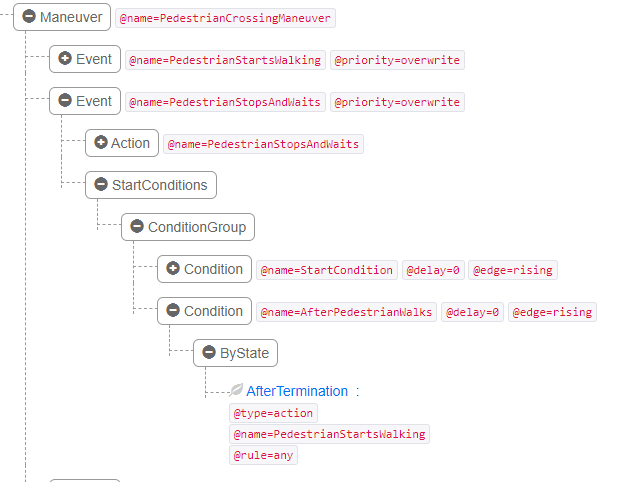 Maneuver @name=PedestrianCrossingManeuver
Event @name=PedestrianStartsWalking @priority=overwrite
Event @name=PedestrianStopsAndWaits @priority=overwrite
Action @name=PedestrianStopsAndWaits
StartConditions
ConditionGroup
Condition @name=StartCondition @delay=0 @edge=rising
Condition @name=AfterPedestrianWalks @delay=0 @edge=rising
ByState
AfterTermination :
@type=action
@name=PedestrianStartsWalking
@rule=any